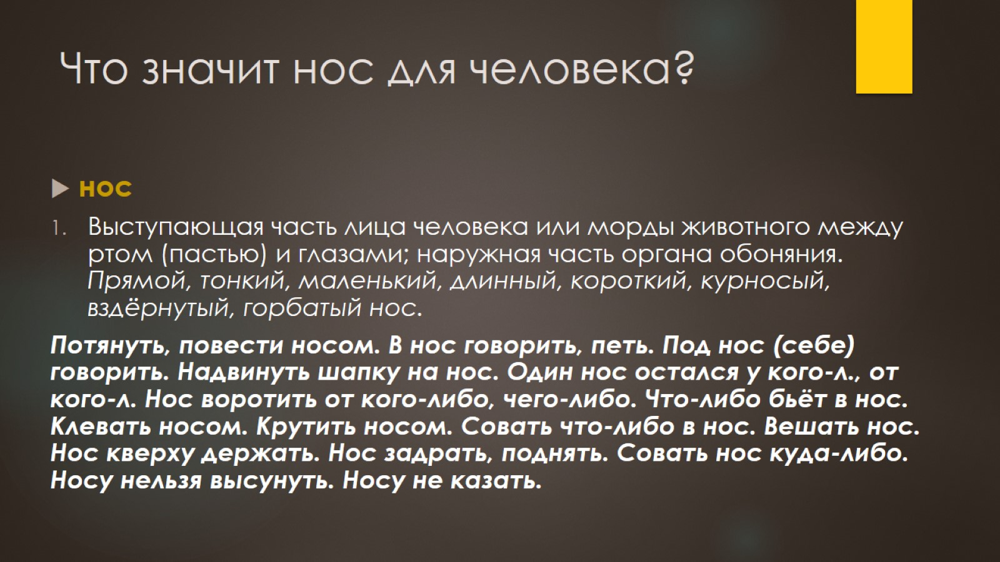 Что значит нос для человека?
нос
1. Выступающая часть лица человека или морды животного между
ртом (пастью) и глазами; наружная часть органа обоняния.
Прямой, тонкий, маленький, длинный, короткий, курносый,
вздёрнутый, горбатый нос.
Потянуть, повести носом. В нос говорить, петь. Под нос (себе)
говорить. Надвинуть шапку на нос. Один нос остался у кого-л., от
кого-л. Нос воротить от кого-либо, чего-либо. Что-либо бьёт в нос.
Клевать носом. Крутить носом. Совать что-либо в нос. Вешать нос.
Нос кверху держать. Нос задрать, поднять. Совать нос куда-либо.
Носу нельзя высунуть. Носу не казать.